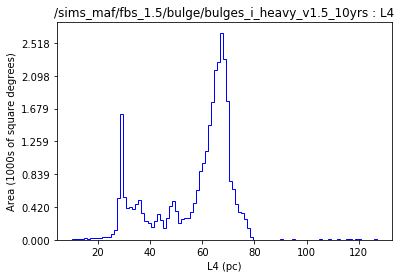 /sims_maf/fbs_1.5/bulge/bulges_i_heavy_v1.5_10yrs : L4
2.518
2.098
1.679
1.259
0.839
0.420
0.000
Area (1000s of square degrees)
20 40 60 80 100 120
L4 (pc)